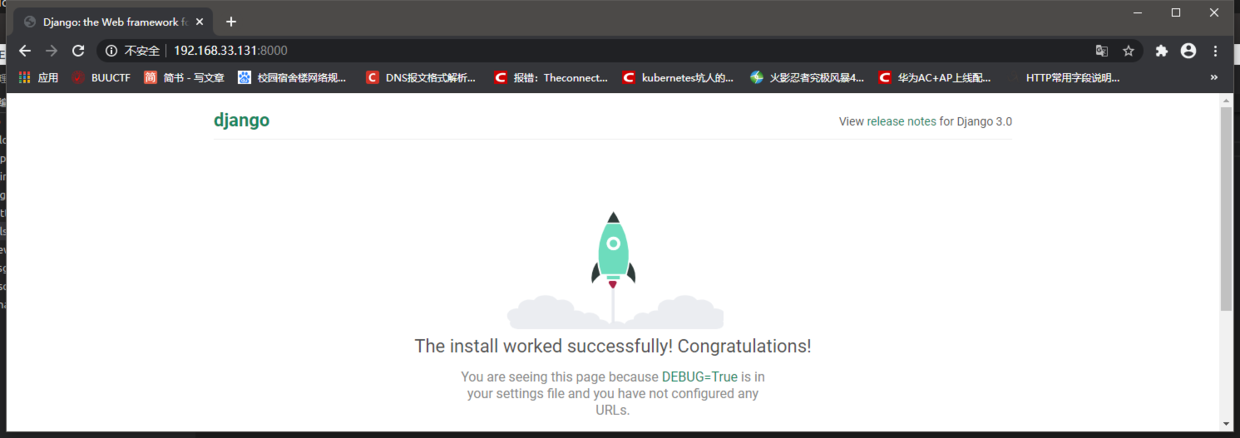 Django: the Web framework fo
不安全 192.168.33.131:8000
应用 BUUCTF 简 简书 - 写文章 校园宿舍楼网络规... C DNS报文格式解析... C 报错：Theconnect... C kubernetes坑人的... 火影忍者究极风暴4... C 华为AC+AP上线配... HTTP常用字段说明... »
django View release notes for Django 3.0
The install worked successfully! Congratulations!
You are seeing this page because DEBUG=True is in
your settings file and you have not configured any
URLs.